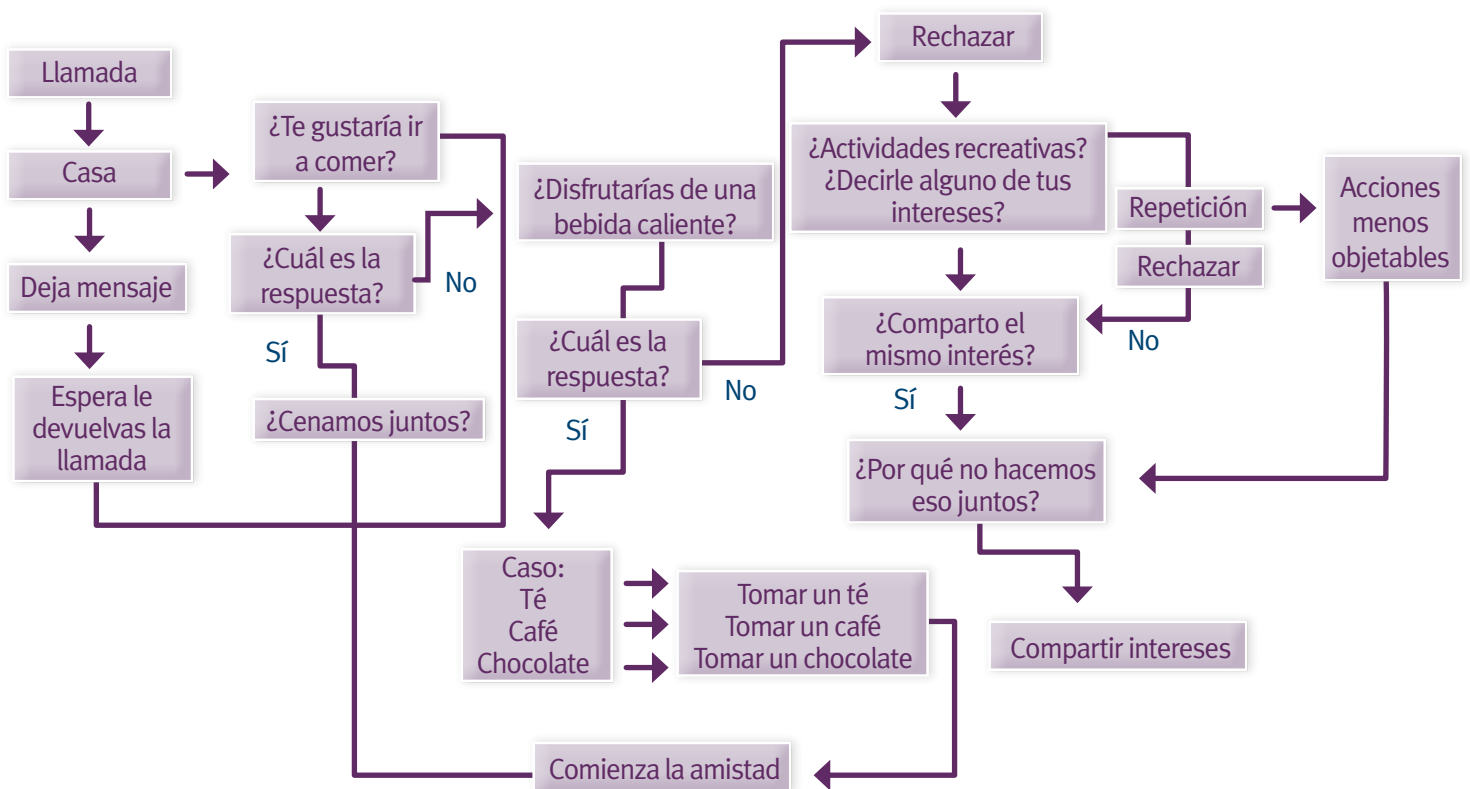 Llamada
Casa
Deja mensaje
Espera le
devuelvas la
llamada
¿Te gustaría ir
a comer?
¿Cuál es la
respuesta?
No
Sí
¿Cenamos juntos?
¿Disfrutarías de una
bebida caliente?
¿Cuál es la
respuesta?
No
Sí
Caso:
Té
Café
Chocolate
Tomar un té
Tomar un café
Tomar un chocolate
Comienza la amistad
Rechazar
¿Actividades recreativas?
¿Decirle alguno de tus
intereses?
Repetición
Rechazar
No
Acciones
menos
objetables
¿Comparto el
mismo interés?
Sí
¿Por qué no hacemos
eso juntos?
Compartir intereses